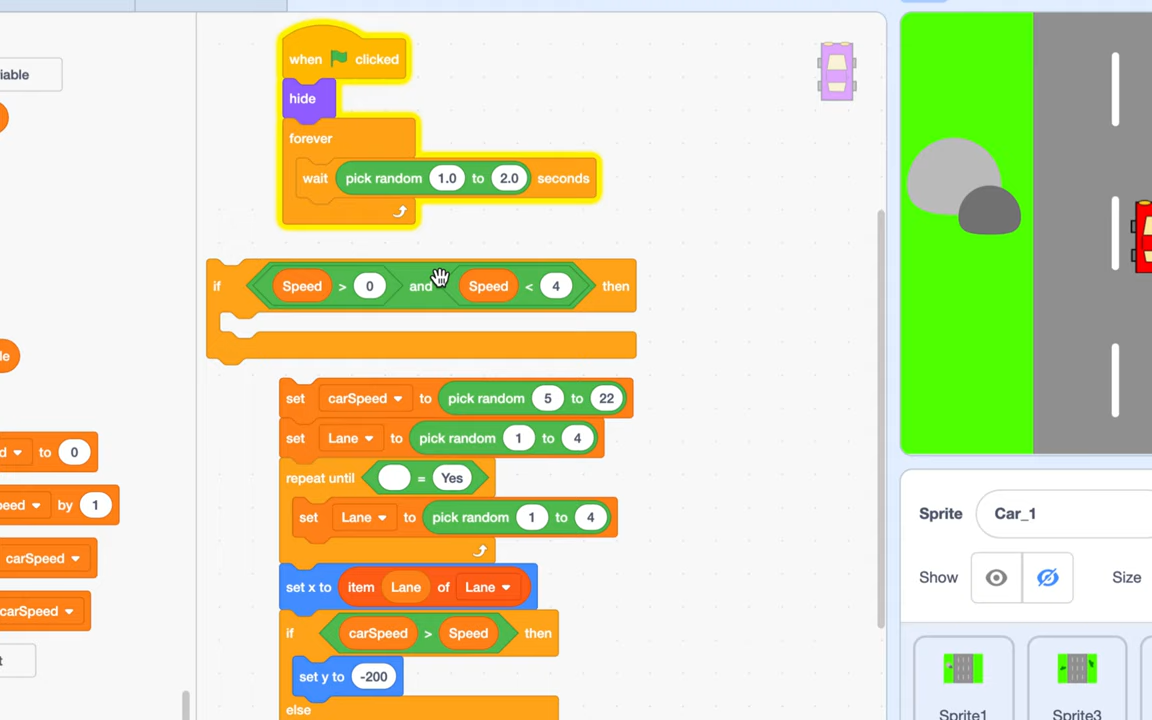 iable
when clicked
hide
forever
wait pick random 1.0 to 2.0 seconds
if Speed > 0 and Speed < 4 then
set carSpeed to pick random 5 to 22
set Lane to pick random 1 to 4
le
repeat until = Yes
d to 0
set Lane to pick random 1 to 4
peed by 1
carSpeed
set x to item Lane of Lane
carSpeed
if carSpeed > Speed then
t
set y to -200
else
Sprite Car_1
Show Size
Sprite1 Sprite3